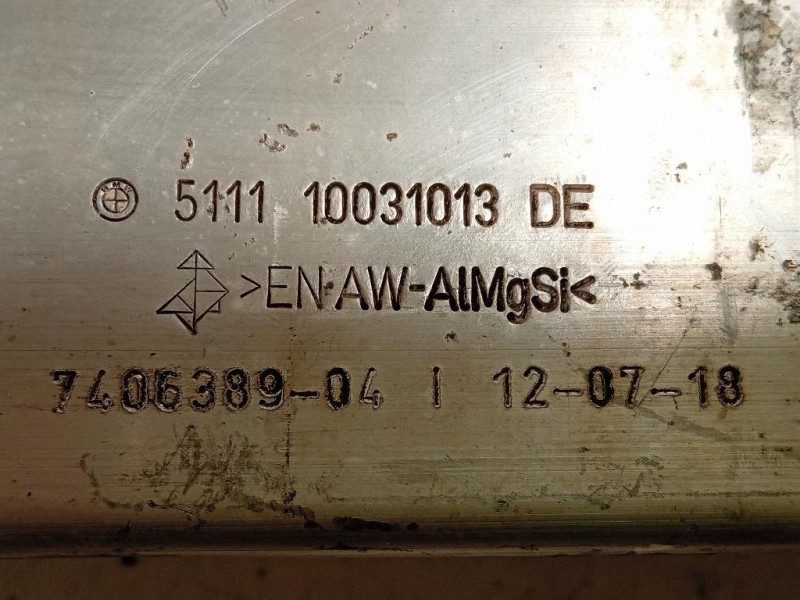 5111 10031013 DE
>EN AW-AlMgSi<
7406389-04 I 12-07-18